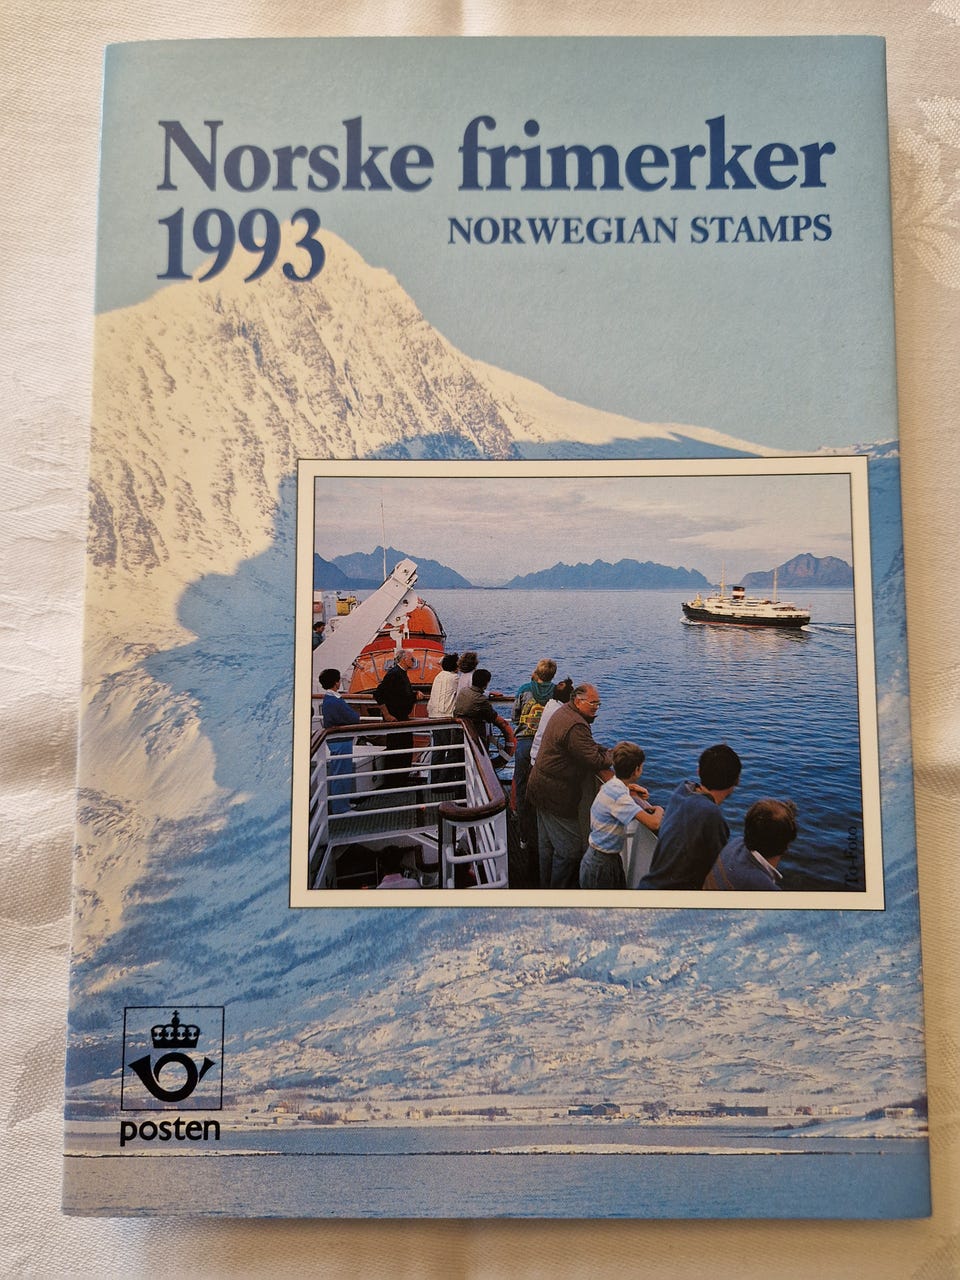 Norske frimerker
1993
NORWEGIAN STAMPS
posten